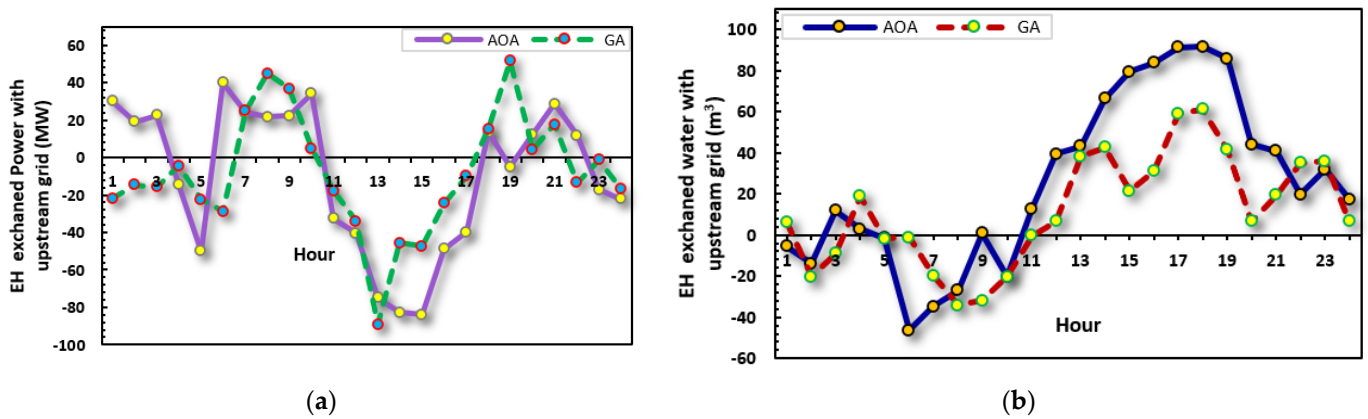 EH exchaned Power with
upstream grid (MW)
60
40
20
0
-20
-40
-60
-80
-100
AOA
GA
1 3 5 7 9 11 13 15 17 19 21 23
Hour
(a)
EH exchaned water with
upstream grid (m³)
100
80
60
40
20
0
-20
-40
-60
AOA
GA
1 3 5 7 9 11 13 15 17 19 21 23
Hour
(b)